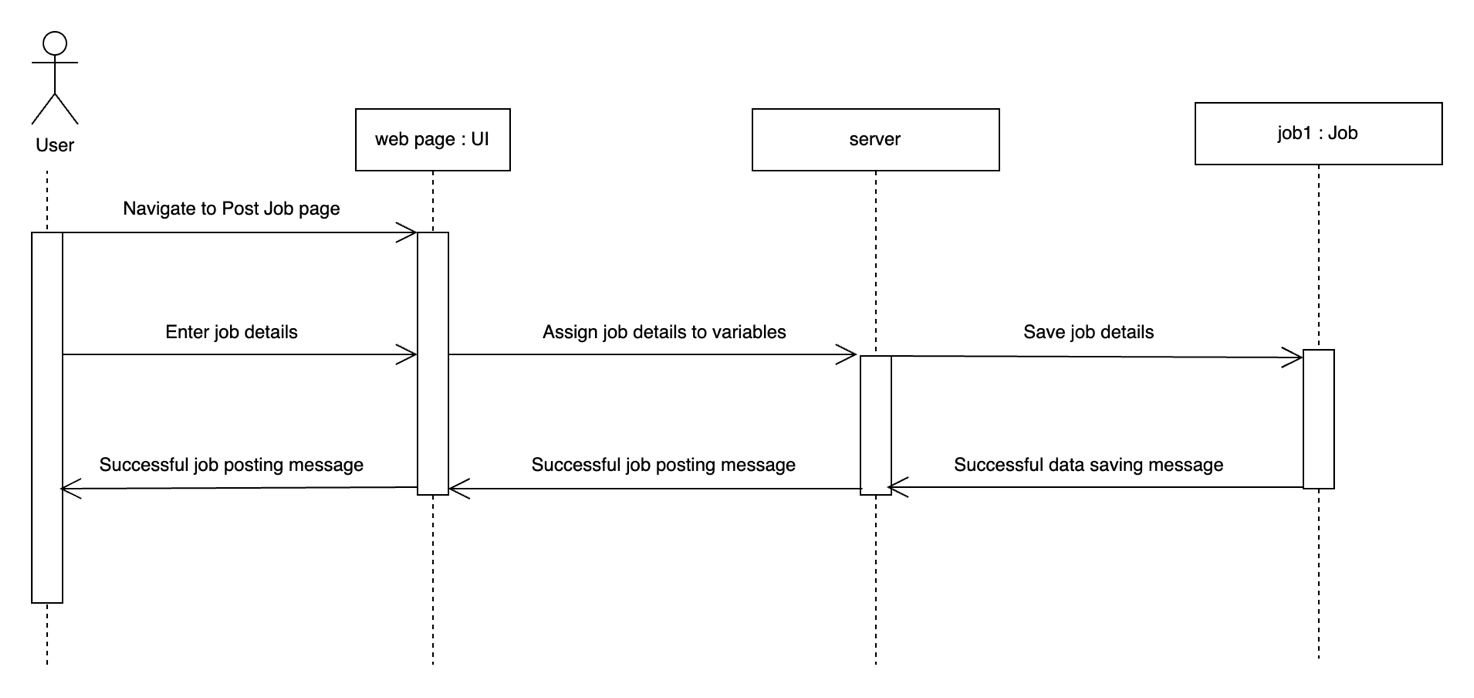 User
web page : UI
server
job1 : Job
Navigate to Post Job page
Enter job details
Assign job details to variables
Save job details
Successful job posting message
Successful job posting message
Successful data saving message